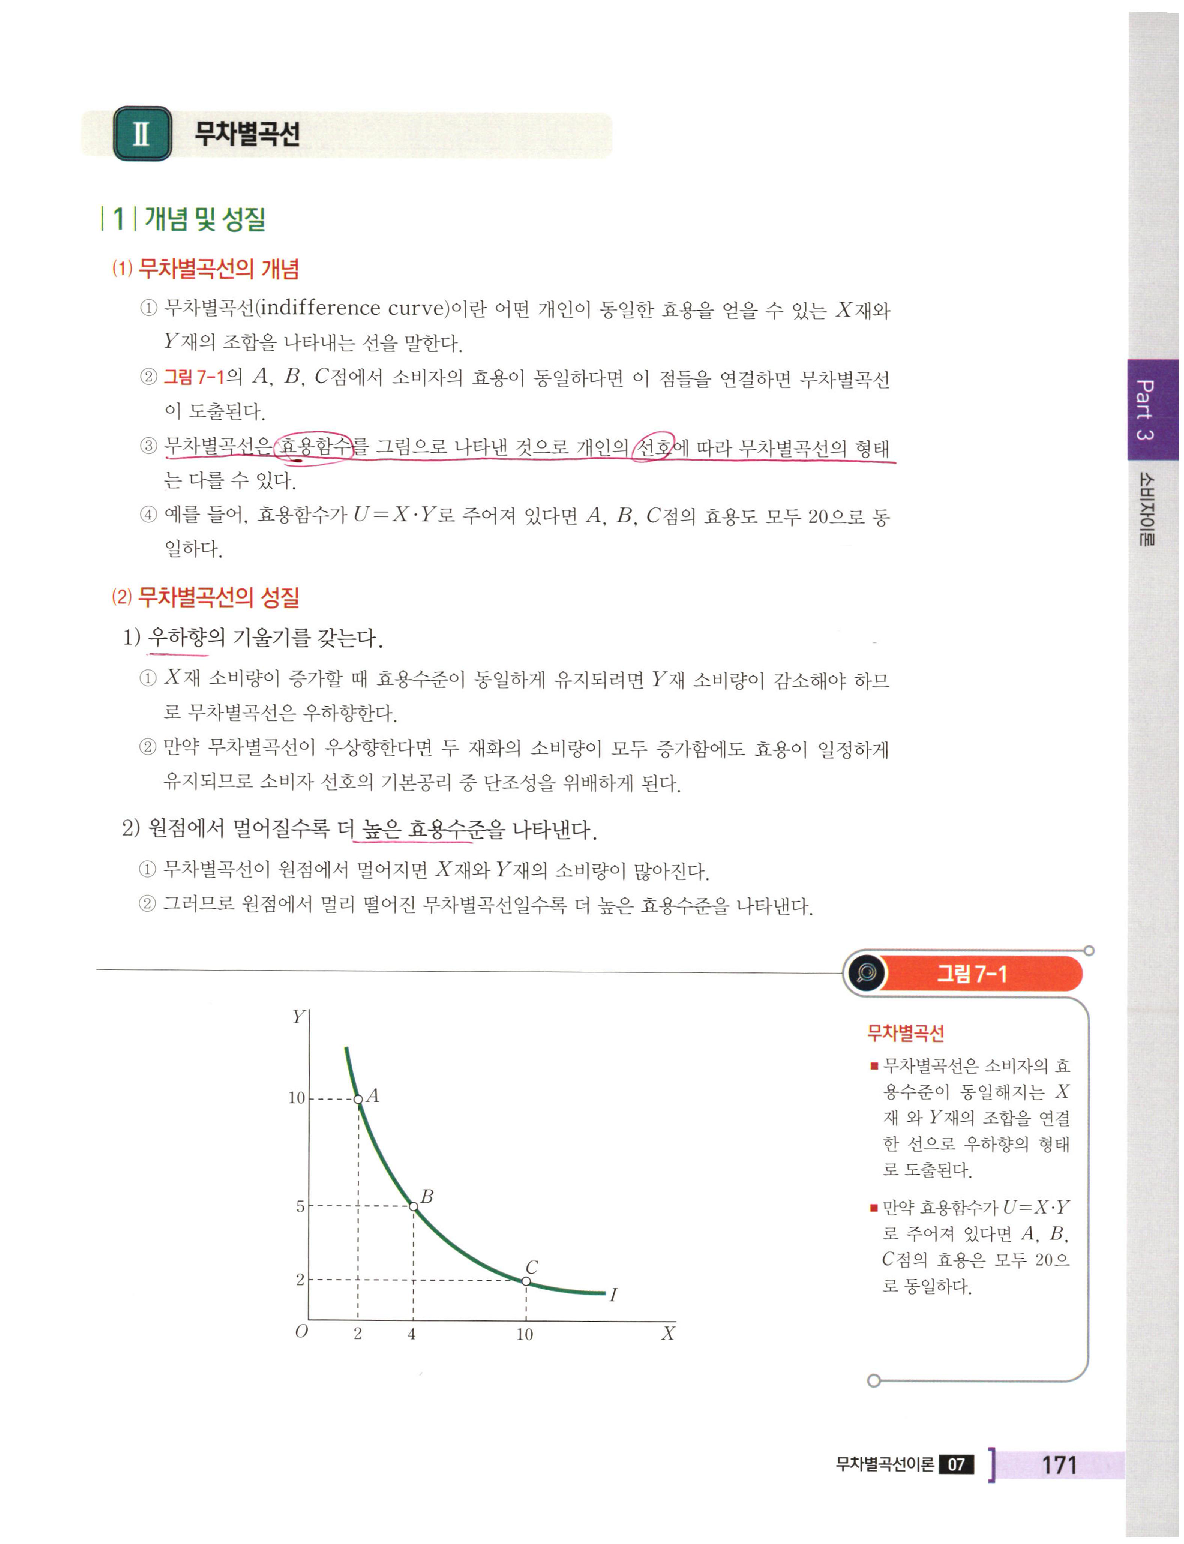 Ⅱ 무차별곡선
| 1 | 개념 및 성질
(1) 무차별곡선의 개념
① 무차별곡선(indifference curve)이란 어떤 개인이 동일한 효용을 얻을 수 있는 X재와
Y재의 조합을 나타내는 선을 말한다.
② 그림 7-1의 A, B, C점에서 소비자의 효용이 동일하다면 이 점들을 연결하면 무차별곡선
이 도출된다.
③ 무차별곡선은 효용함수를 그림으로 나타낸 것으로 개인의 선호에 따라 무차별곡선의 형태
는 다를 수 있다.
④ 예를 들어, 효용함수가 U=X·Y로 주어져 있다면 A, B, C점의 효용도 모두 20으로 동
일하다.
(2) 무차별곡선의 성질
1) 우하향의 기울기를 갖는다.
① X재 소비량이 증가할 때 효용수준이 동일하게 유지되려면 Y재 소비량이 감소해야 하므
로 무차별곡선은 우하향한다.
② 만약 무차별곡선이 우상향한다면 두 재화의 소비량이 모두 증가함에도 효용이 일정하게
유지되므로 소비자 선호의 기본공리 중 단조성을 위배하게 된다.
2) 원점에서 멀어질수록 더 높은 효용수준을 나타낸다.
① 무차별곡선이 원점에서 멀어지면 X재와 Y재의 소비량이 많아진다.
② 그러므로 원점에서 멀리 떨어진 무차별곡선일수록 더 높은 효용수준을 나타낸다.
그림 7-1
Y
10 A
5 B
2 C
I
O 2 4 10 X
무차별곡선
■ 무차별곡선은 소비자의 효
용수준이 동일해지는 X
재 와 Y재의 조합을 연결
한 선으로 우하향의 형태
로 도출된다.
■ 만약 효용함수가 U=X·Y
로 주어져 있다면 A, B,
C점의 효용은 모두 20으
로 동일하다.
Part 3
소비자이론
무차별곡선이론 07 171